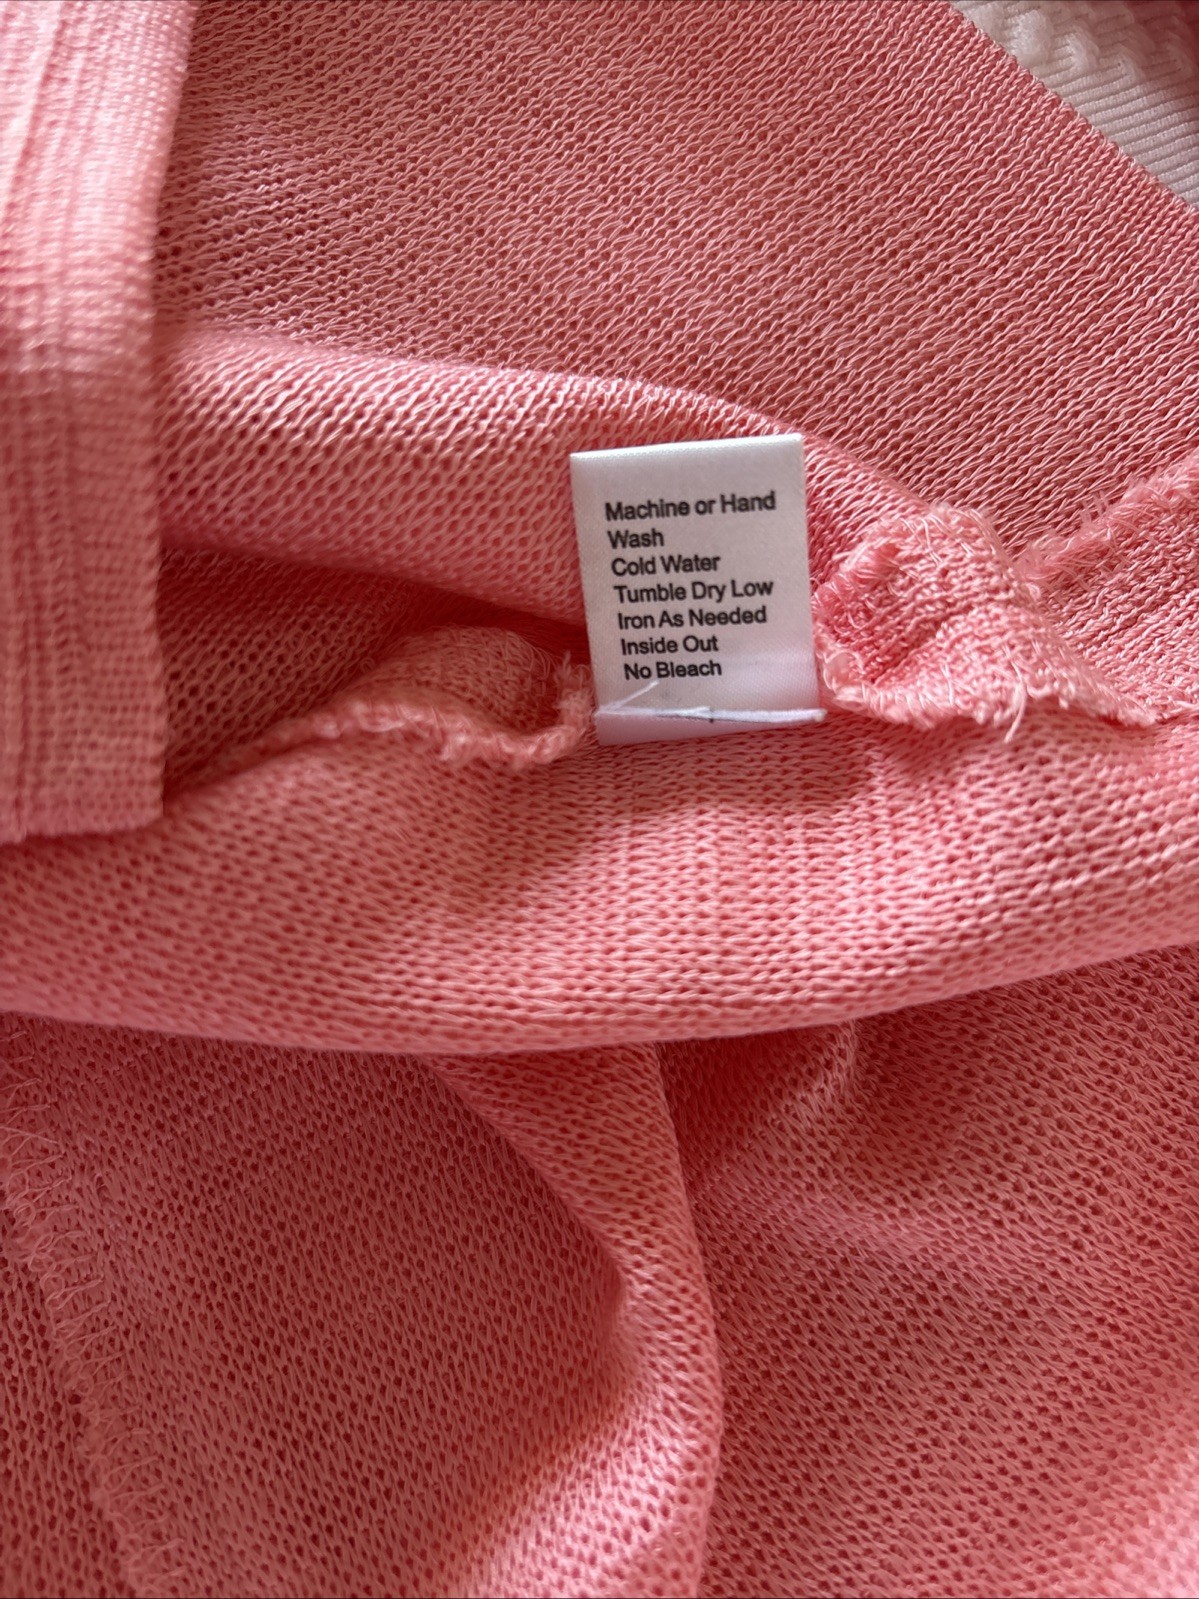 Machine or Hand
Wash
Cold Water
Tumble Dry Low
Iron As Needed
Inside Out
No Bleach